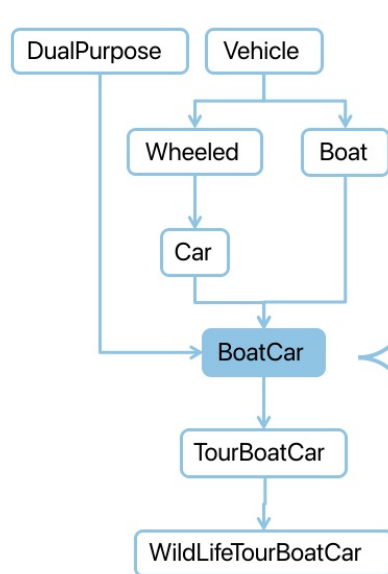 DualPurpose
Vehicle
Wheeled
Boat
Car
BoatCar
TourBoatCar
WildLifeTourBoatCar